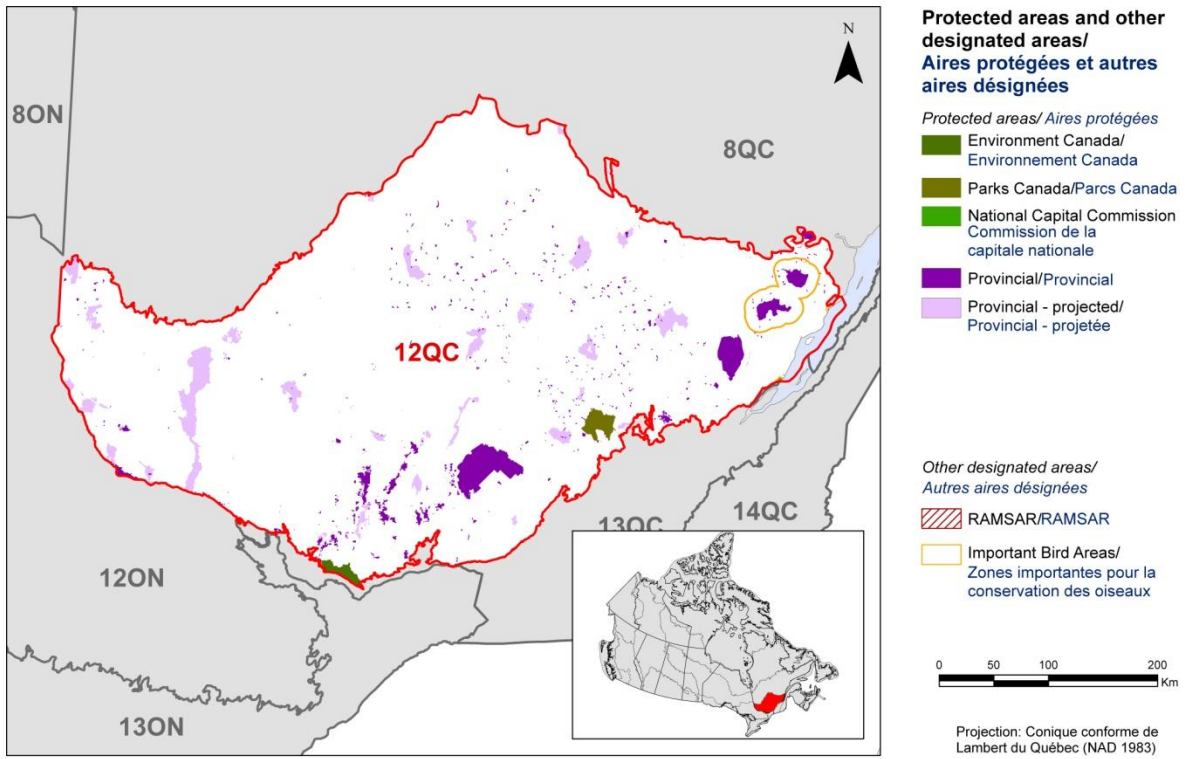 N
8ON
8QC
12QC
12ON
13QC
14QC
13ON
Protected areas and other
designated areas/
Aires protégées et autres
aires désignées
Protected areas/ Aires protégées
Environment Canada/
Environnement Canada
Parks Canada/Parcs Canada
National Capital Commission
Commission de la
capitale nationale
Provincial/Provincial
Provincial - projected/
Provincial - projetée/
Other designated areas/
Autres aires désignées
RAMSAR/RAMSAR
Important Bird Areas/
Zones importantes pour la
conservation des oiseaux
0 50 100 200
Km
Projection: Conique conforme de
Lambert du Québec (NAD 1983)